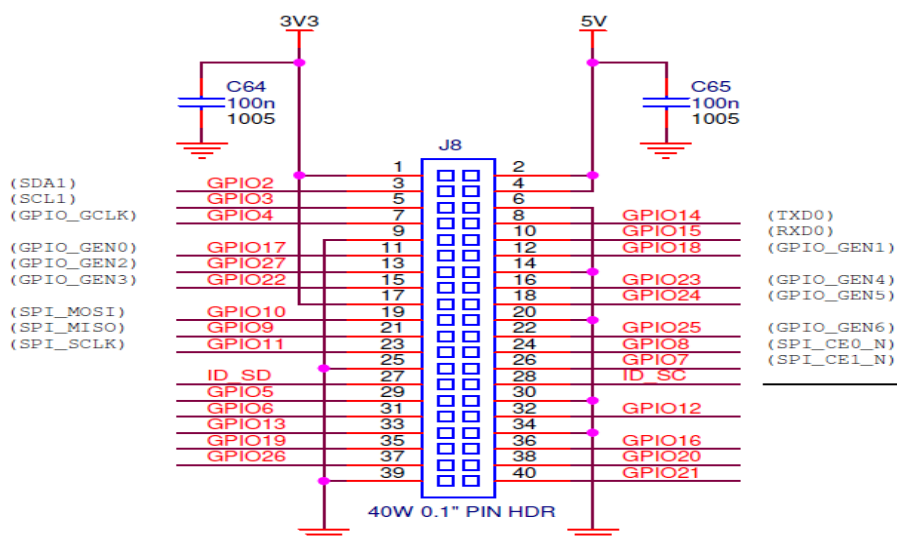 3V3 5V
C64 C65
100n 100n
1005 1005
J8
1 2
(SDA1) GPIO2 3 4
(SCL1) GPIO3 5 6
(GPIO_GCLK) GPIO4 7 8 GPIO14 (TXD0)
9 10 GPIO15 (RXD0)
(GPIO_GEN0) GPIO17 11 12 GPIO18 (GPIO_GEN1)
(GPIO_GEN2) GPIO27 13 14
(GPIO_GEN3) GPIO22 15 16 GPIO23 (GPIO_GEN4)
17 18 GPIO24 (GPIO_GEN5)
(SPI_MOSI) GPIO10 19 20
(SPI_MISO) GPIO9 21 22 GPIO25 (GPIO_GEN6)
(SPI_SCLK) GPIO11 23 24 GPIO8 (SPI_CE0_N)
25 26 GPIO7 (SPI_CE1_N)
ID_SD 27 28 ID_SC
GPIO5 29 30
GPIO6 31 32 GPIO12
GPIO13 33 34
GPIO19 35 36 GPIO16
GPIO26 37 38 GPIO20
39 40 GPIO21
40W 0.1" PIN HDR